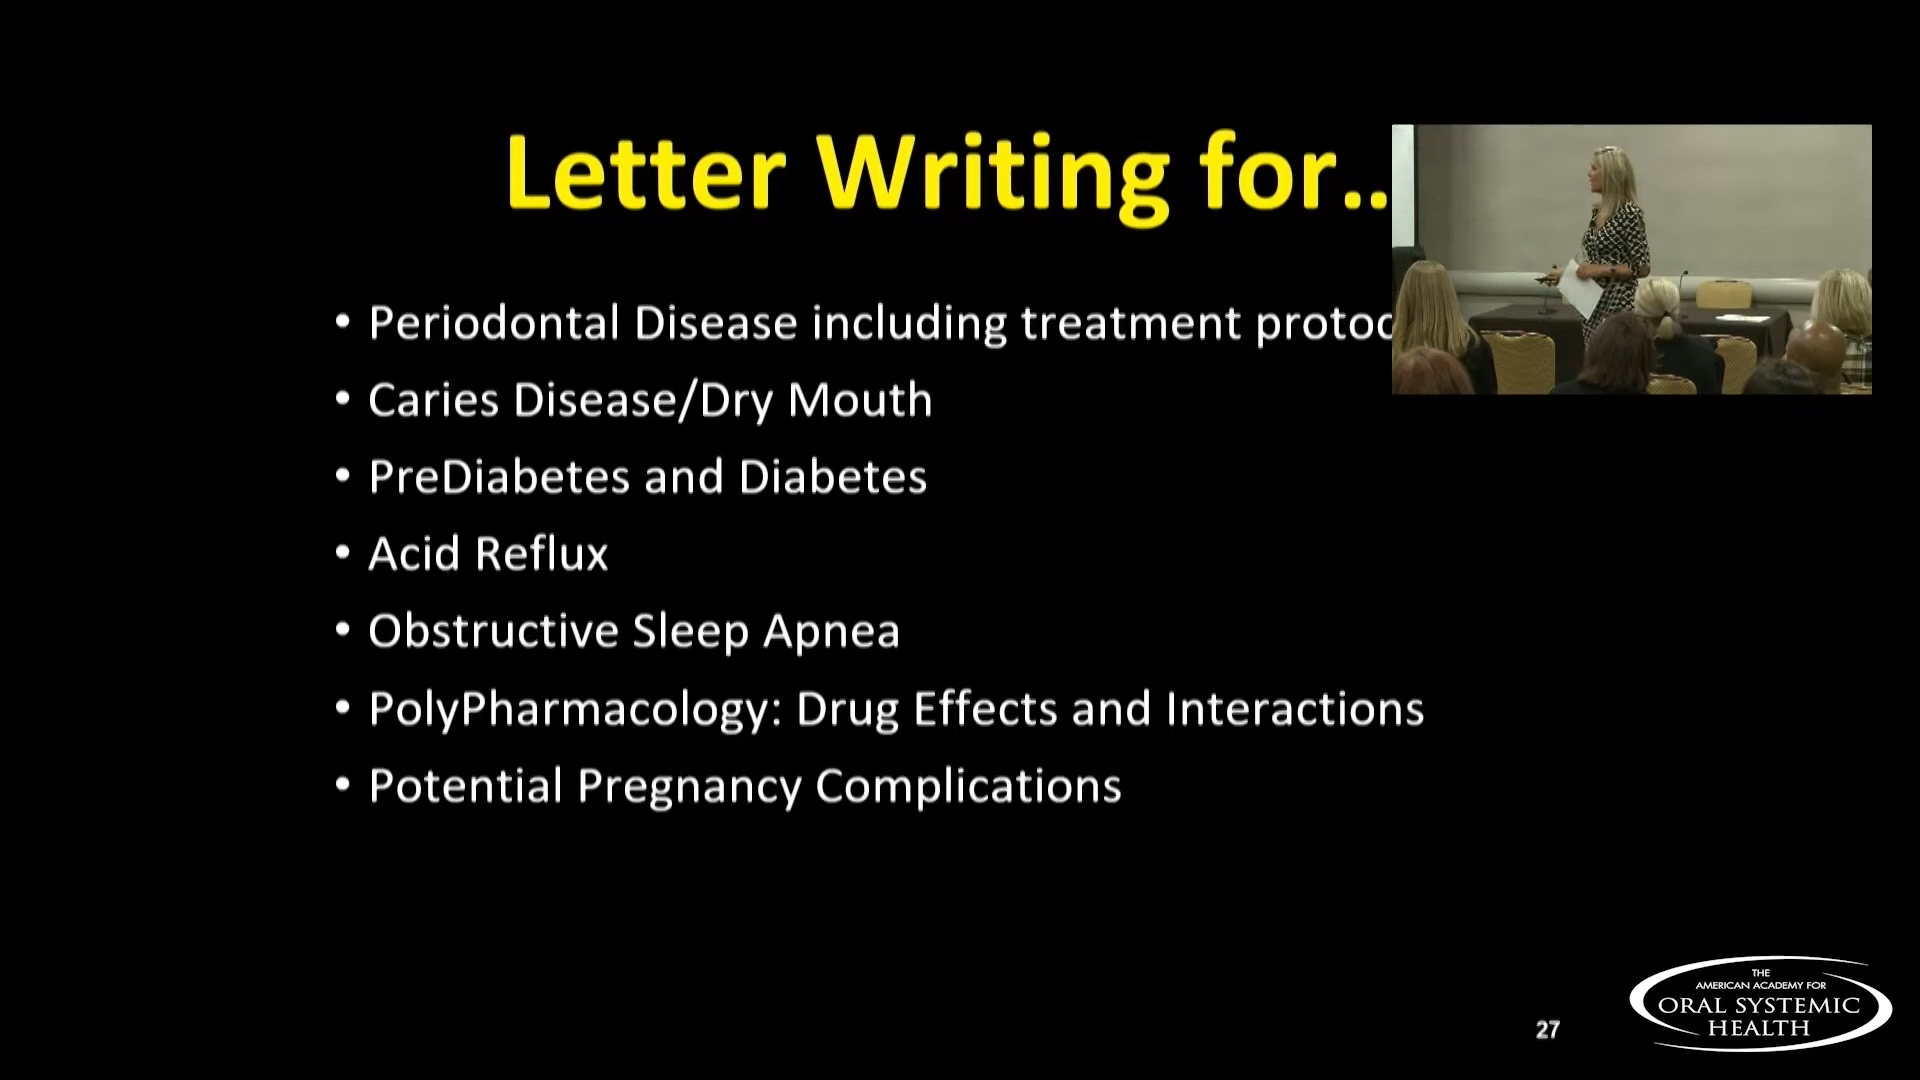 Letter Writing for..
• Periodontal Disease including treatment
• Caries Disease/Dry Mouth
• PreDiabetes and Diabetes
• Acid Reflux
• Obstructive Sleep Apnea
• PolyPharmacology: Drug Effects and Interactions
• Potential Pregnancy Complications
27
THE
AMERICAN ACADEMY FOR
ORAL SYSTEMIC
HEALTH